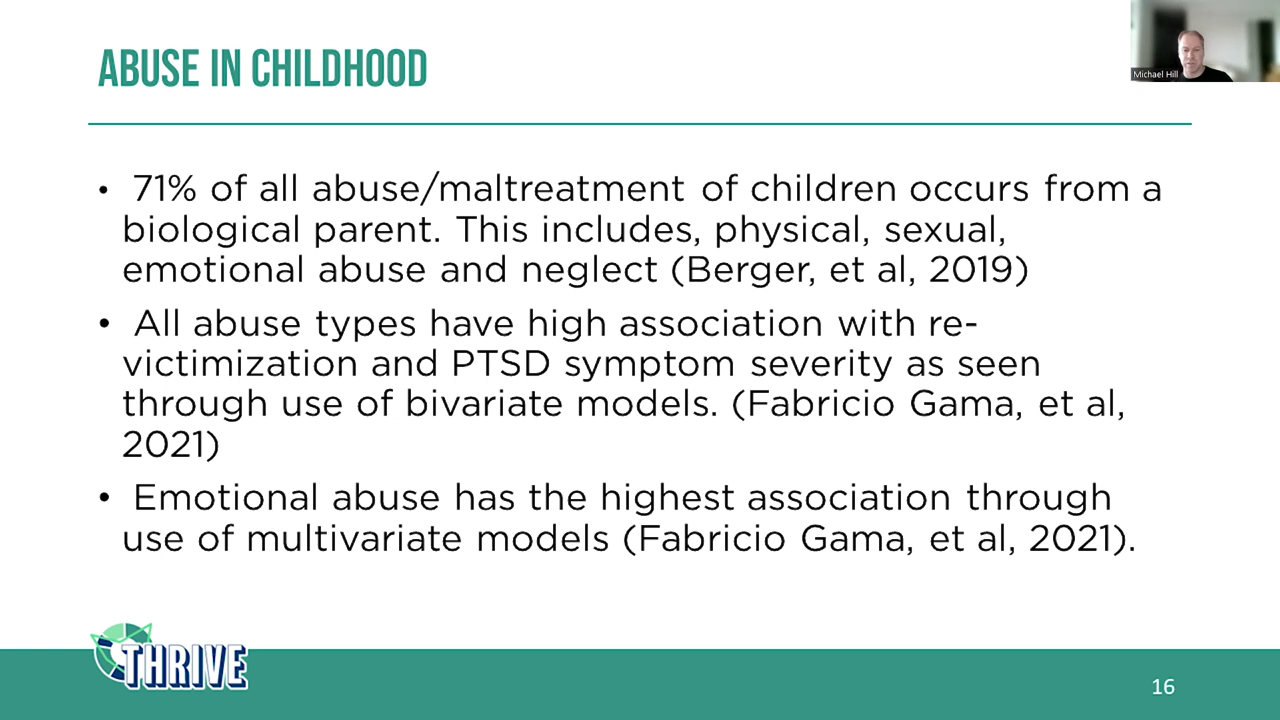 ABUSE IN CHILDHOOD
Michael Hill
• 71% of all abuse/maltreatment of children occurs from a
biological parent. This includes, physical, sexual,
emotional abuse and neglect (Berger, et al, 2019)
• All abuse types have high association with re-
victimization and PTSD symptom severity as seen
through use of bivariate models. (Fabricio Gama, et al,
2021)
• Emotional abuse has the highest association through
use of multivariate models (Fabricio Gama, et al, 2021).
THRIVE
16